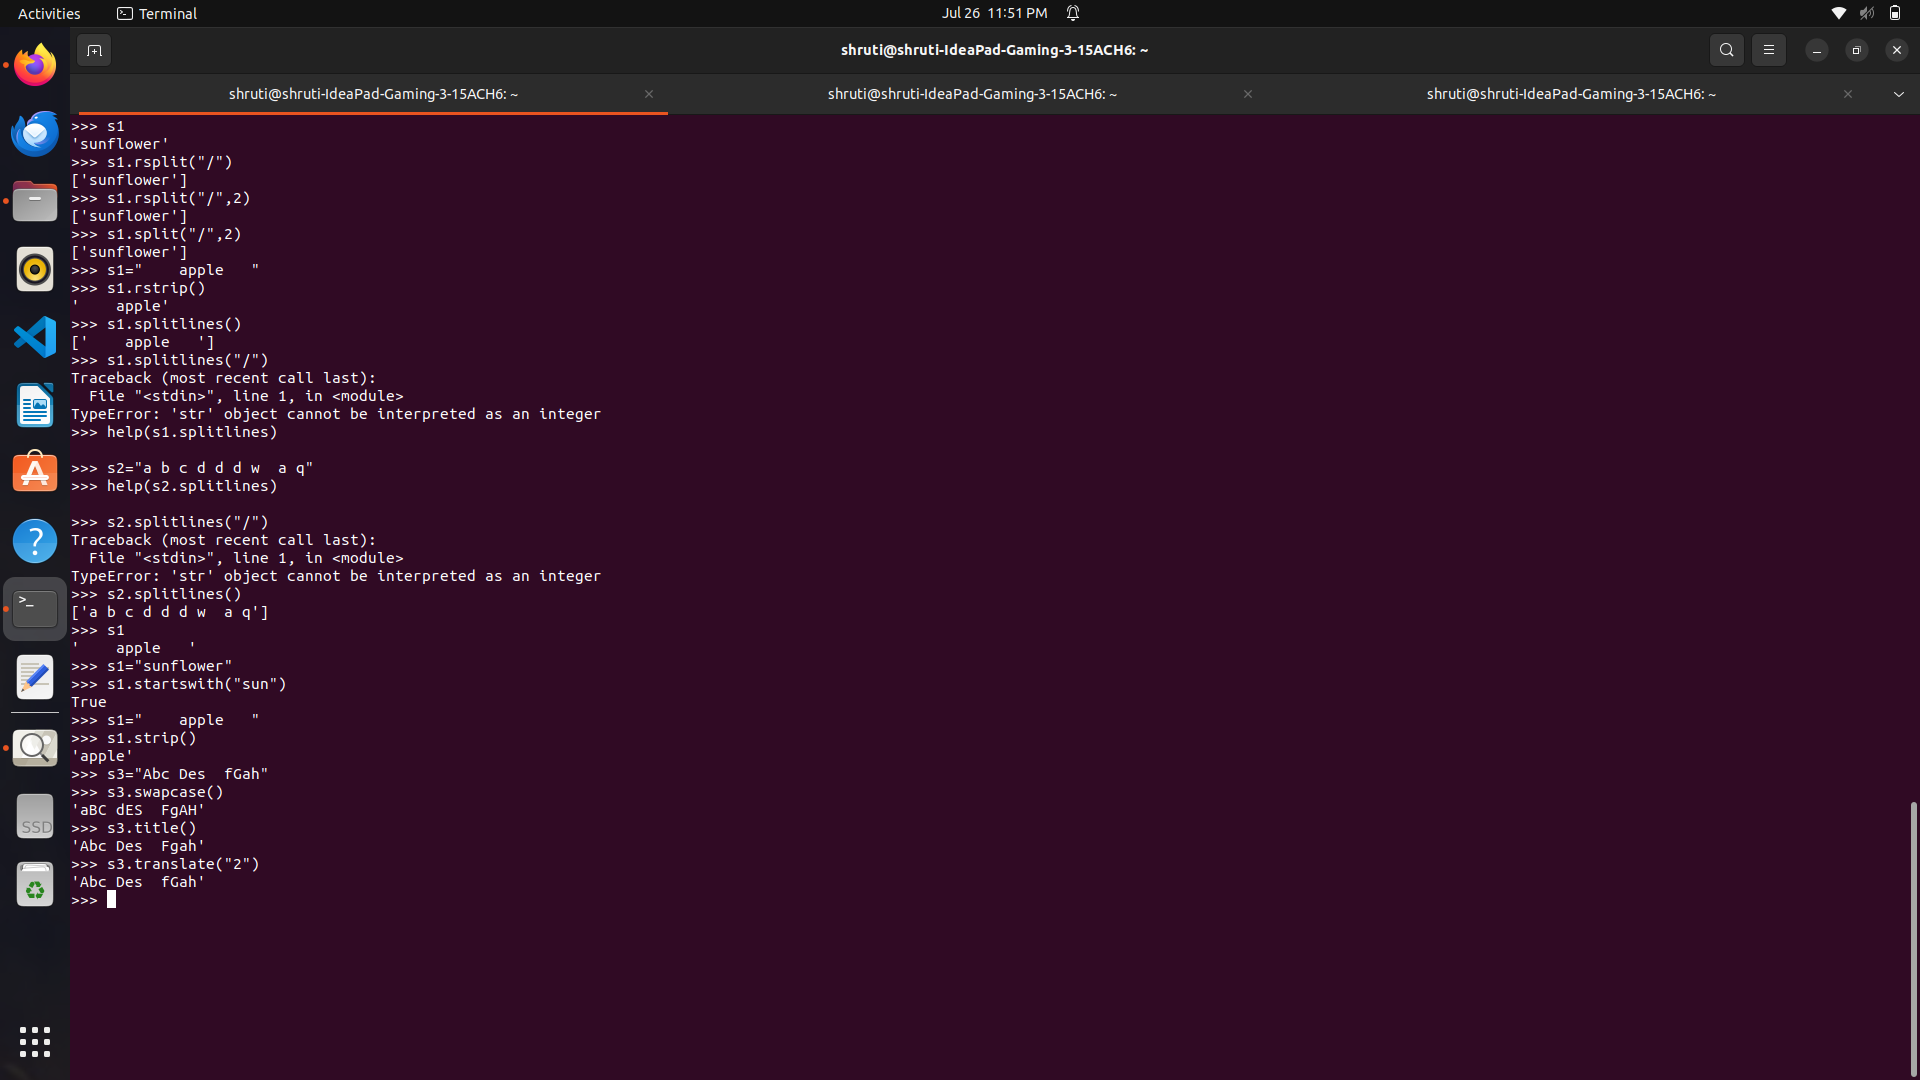 Activities
Terminal
Jul 26 11:51 PM
shruti@shruti-IdeaPad-Gaming-3-15ACH6: ~
shruti@shruti-IdeaPad-Gaming-3-15ACH6: ~
shruti@shruti-IdeaPad-Gaming-3-15ACH6: ~
shruti@shruti-IdeaPad-Gaming-3-15ACH6: ~
>>> s1
'sunflower'
>>> s1.rsplit("/")
['sunflower']
>>> s1.rsplit("/",2)
['sunflower']
>>> s1.split("/",2)
['sunflower']
>>> s1="    apple   "
>>> s1.rstrip()
'    apple'
>>> s1.splitlines()
['    apple   ']
>>> s1.splitlines("/")
Traceback (most recent call last):
  File "<stdin>", line 1, in <module>
TypeError: 'str' object cannot be interpreted as an integer
>>> help(s1.splitlines)
>>> s2="a b c d d d w  a q"
>>> help(s2.splitlines)
>>> s2.splitlines("/")
Traceback (most recent call last):
  File "<stdin>", line 1, in <module>
TypeError: 'str' object cannot be interpreted as an integer
>>> s2.splitlines()
['a b c d d d w  a q']
>>> s1
'    apple   '
>>> s1="sunflower"
>>> s1.startswith("sun")
True
>>> s1="    apple   "
>>> s1.strip()
'apple'
>>> s3="Abc Des  fGah"
>>> s3.swapcase()
'aBC dES  FgAH'
>>> s3.title()
'Abc Des  Fgah'
>>> s3.translate("2")
'Abc Des  fGah'
>>>
SSD